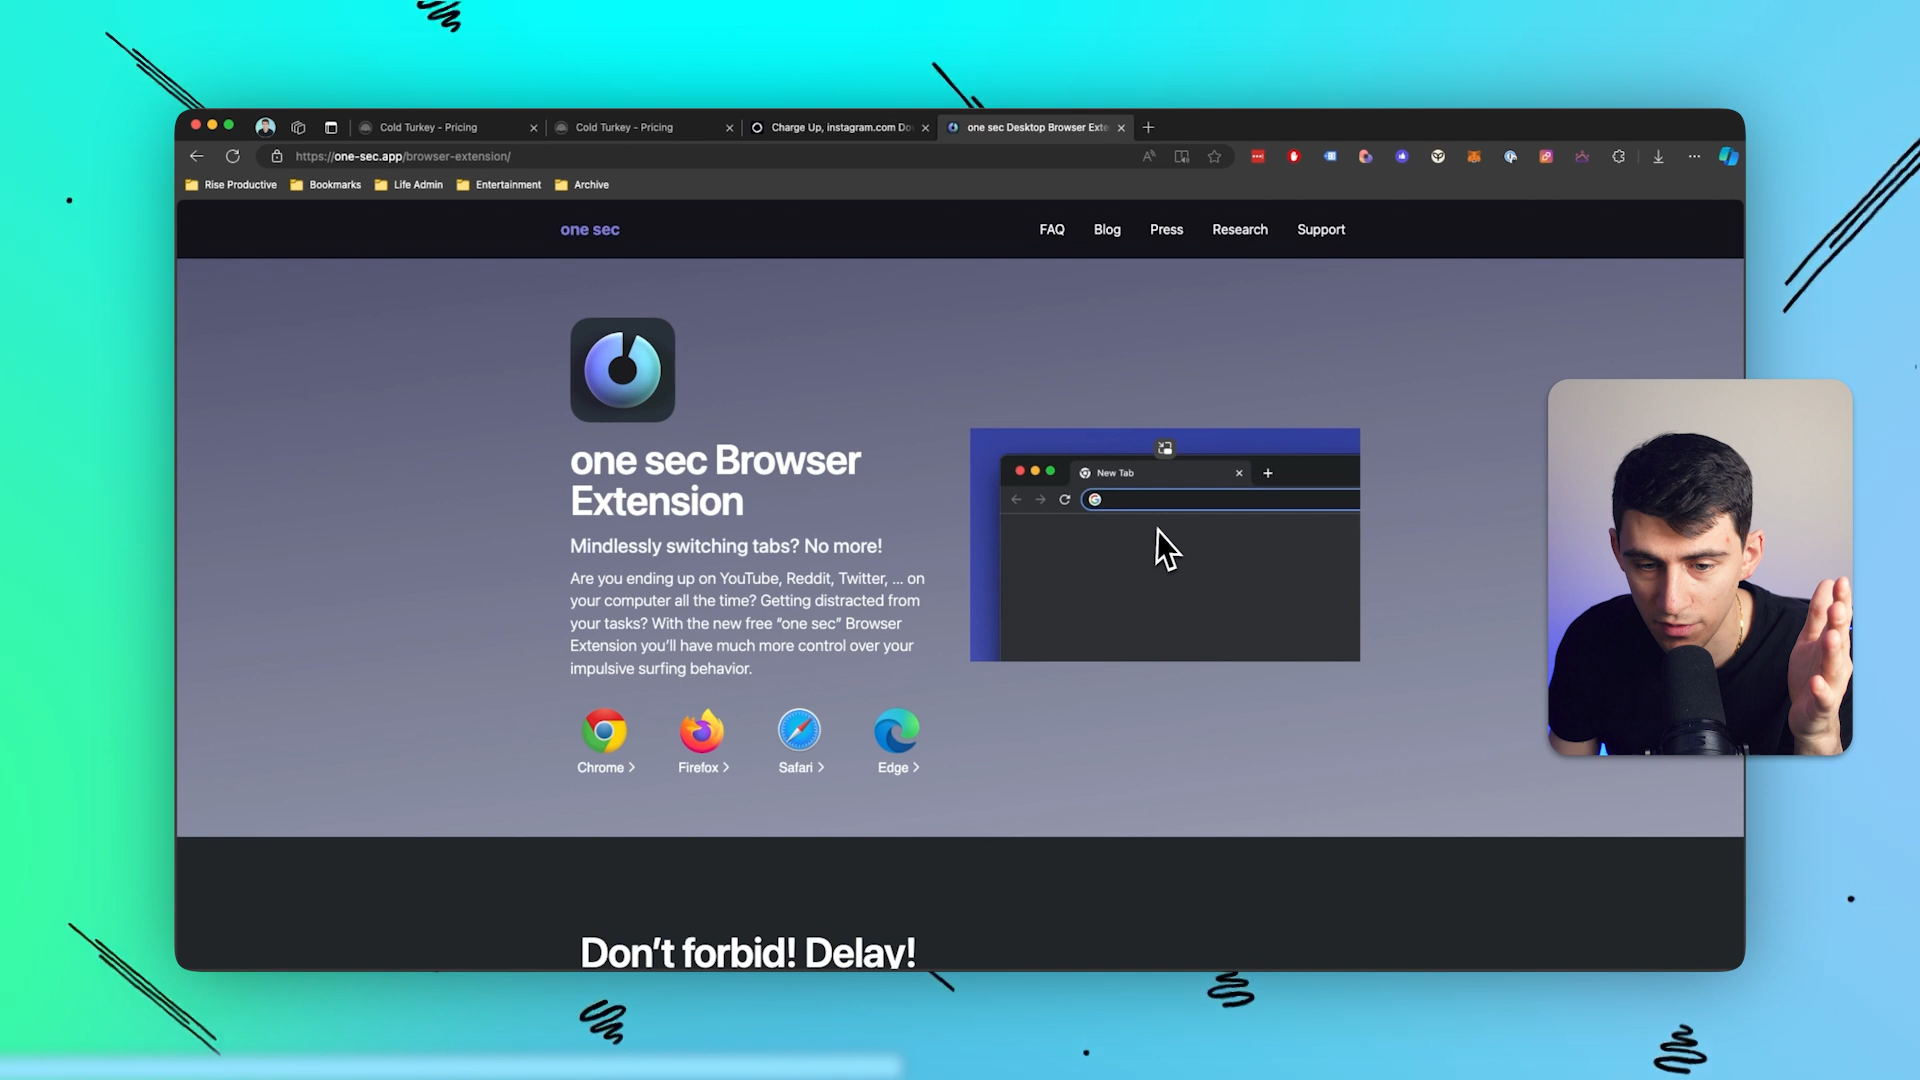 Cold Turkey - Pricing
Cold Turkey - Pricing
Charge Up, instagram.com Do
one sec Desktop Browser Exte
https://one-sec.app/browser-extension/
Rise Productive
Bookmarks
Life Admin
Entertainment
Archive
one sec
FAQ
Blog
Press
Research
Support
one sec Browser
Extension
Mindlessly switching tabs? No more!
Are you ending up on YouTube, Reddit, Twitter, ... on
your computer all the time? Getting distracted from
your tasks? With the new free “one sec” Browser
Extension you’ll have much more control over your
impulsive surfing behavior.
New Tab
Chrome >
Firefox >
Safari >
Edge >
Don’t forbid! Delay!